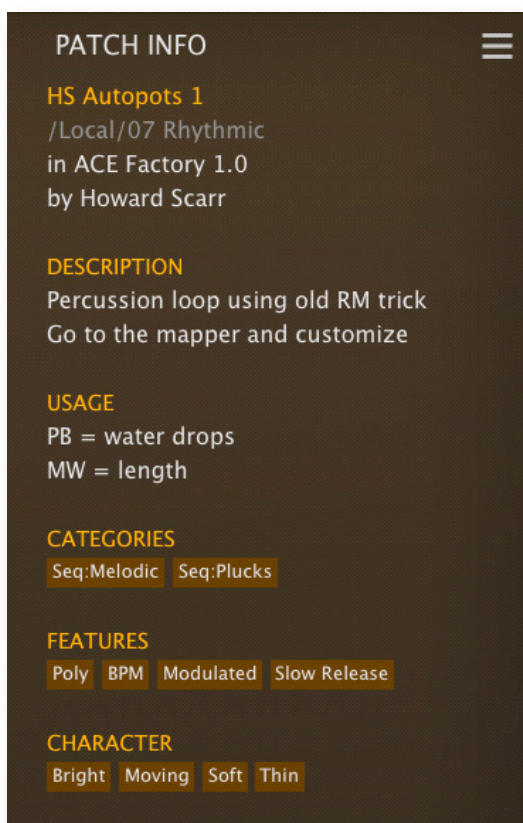 PATCH INFO
HS Autopots 1
/Local/07 Rhythmic
in ACE Factory 1.0
by Howard Scarr
DESCRIPTION
Percussion loop using old RM trick
Go to the mapper and customize
USAGE
PB = water drops
MW = length
CATEGORIES
Seq:Melodic Seq:Plucks
FEATURES
Poly BPM Modulated Slow Release
CHARACTER
Bright Moving Soft Thin